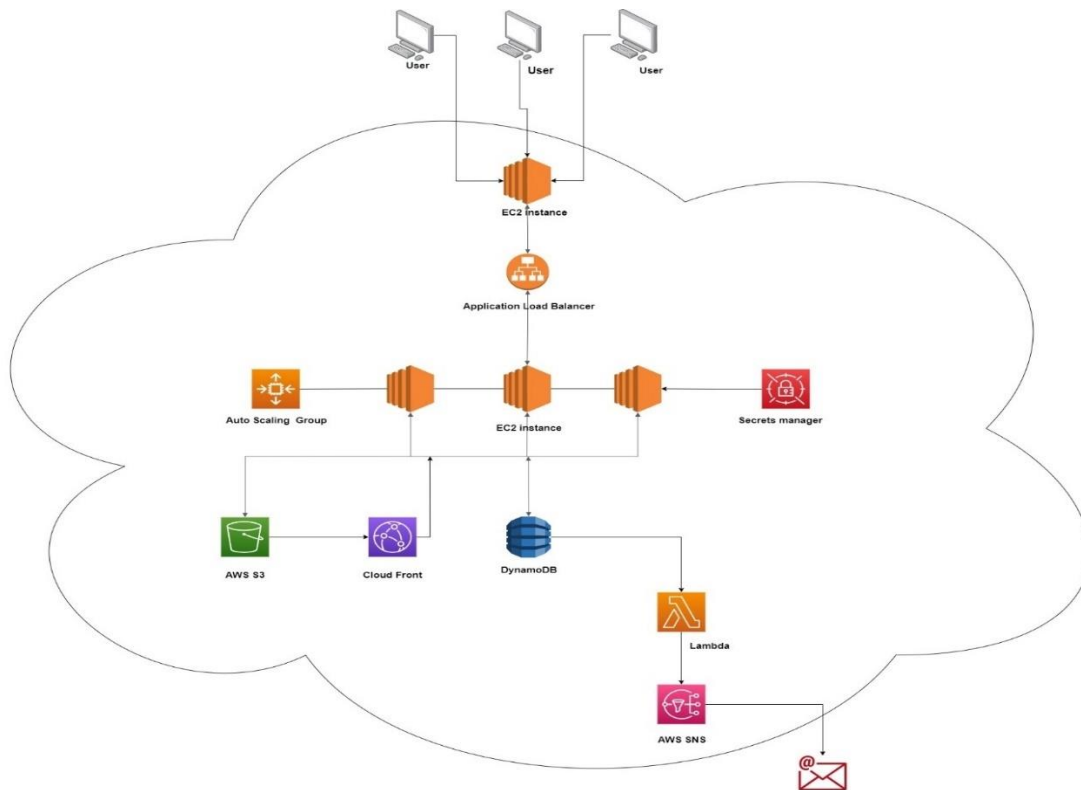 User
User
User
EC2 instance
Application Load Balancer
Auto Scaling Group
EC2 instance
Secrets manager
AWS S3
Cloud Front
DynamoDB
Lambda
AWS SNS
@